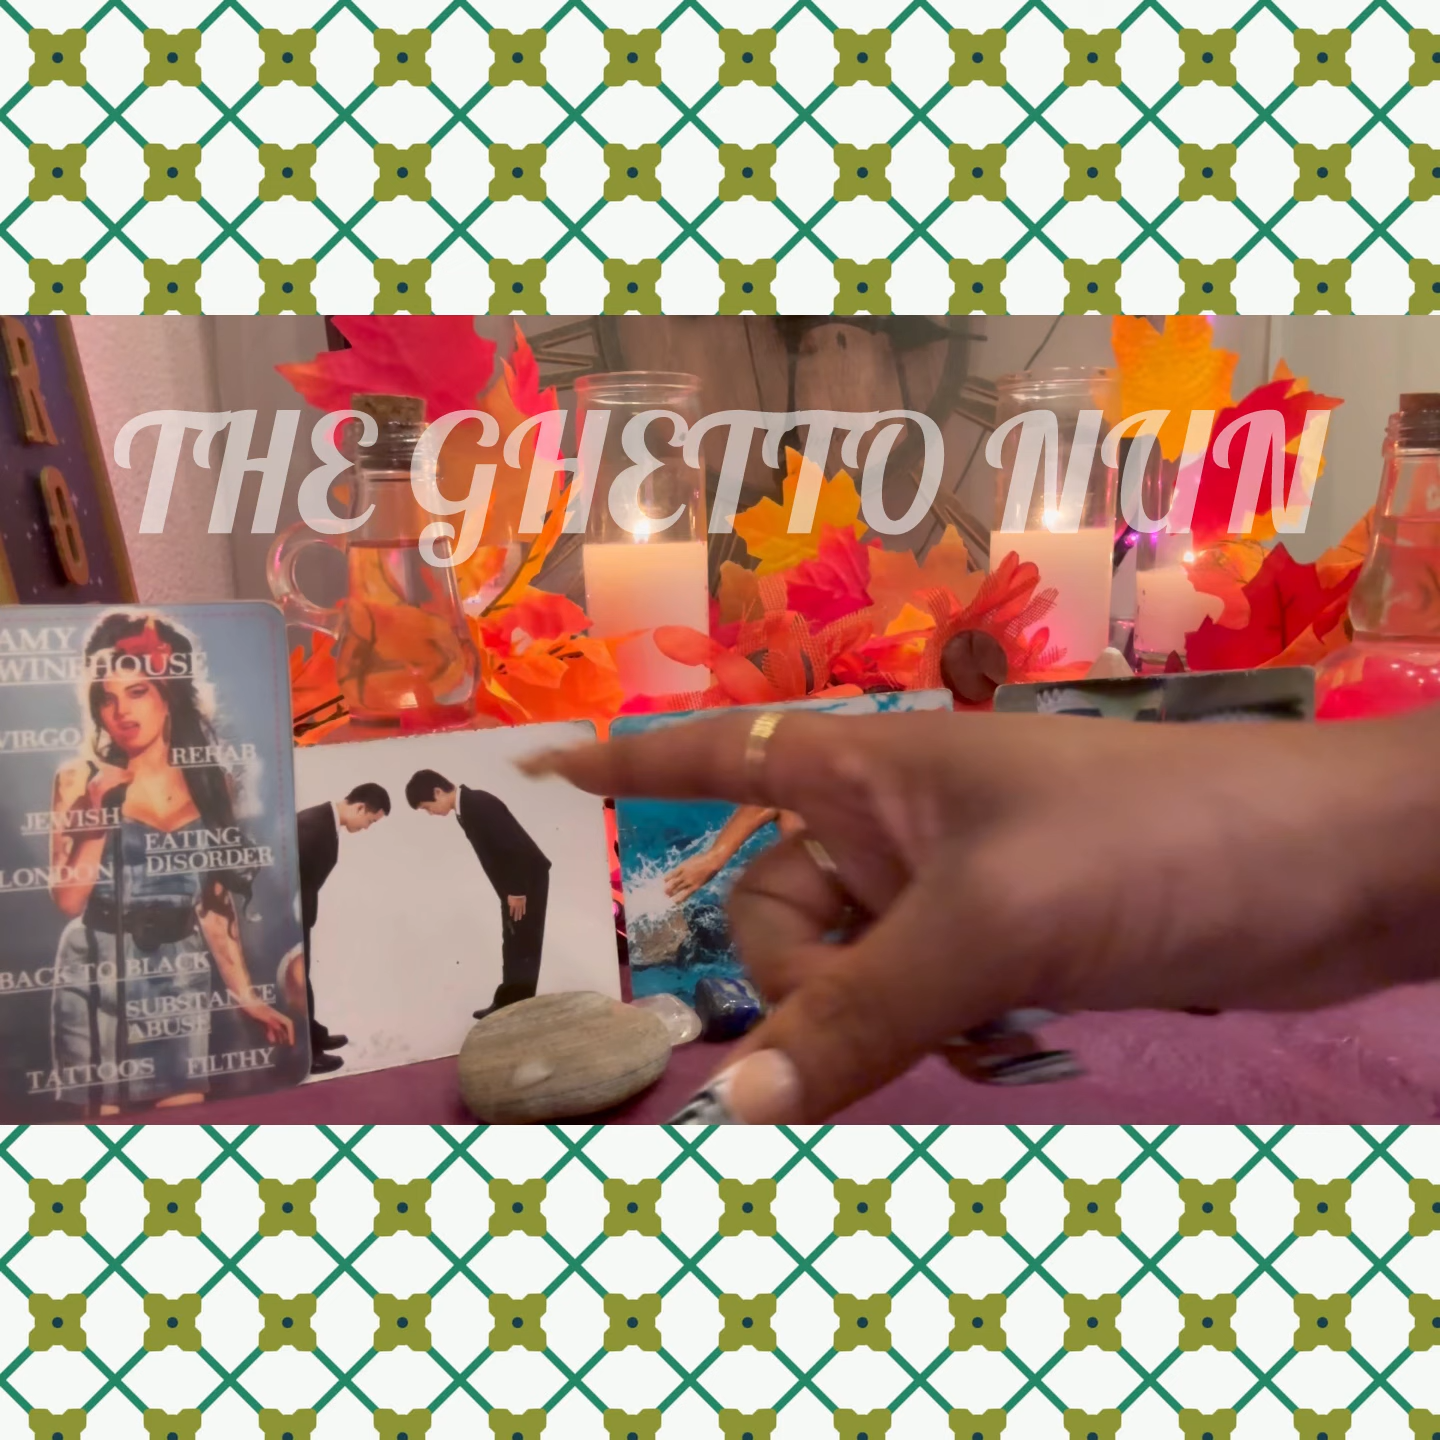 THE GHETTO NUN
R
O
AMY
WINEHOUSE
VIRGO
REHAB
JEWISH
EATING
DISORDER
LONDON
BACK TO BLACK
SUBSTANCE
ABUSE
TATTOOS FILTHY